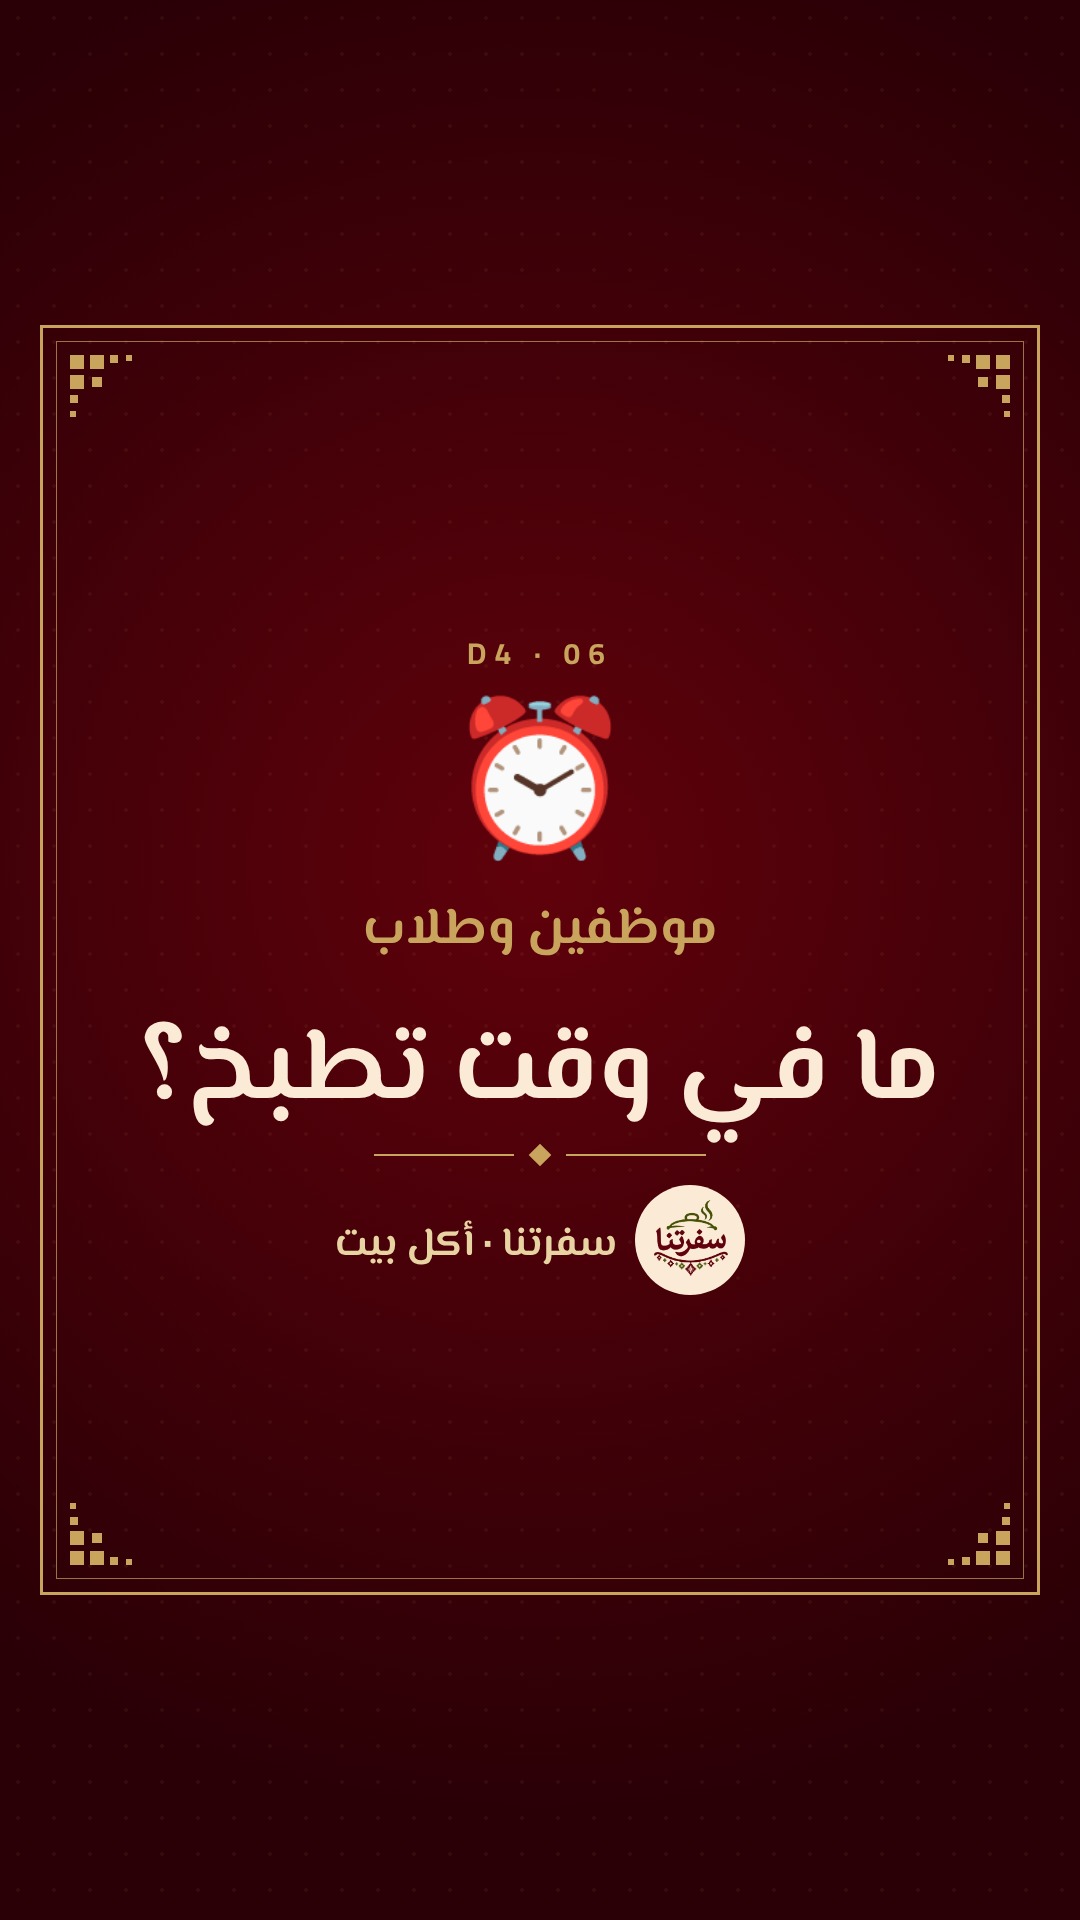 D4 · 06
موظفين وطلاب
ما في وقت تطبخ؟
سفرتنا
سفرتنا · أكل بيت